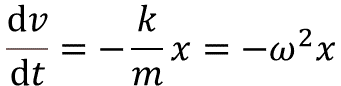 dv/dt = − k/m x = −ω²x